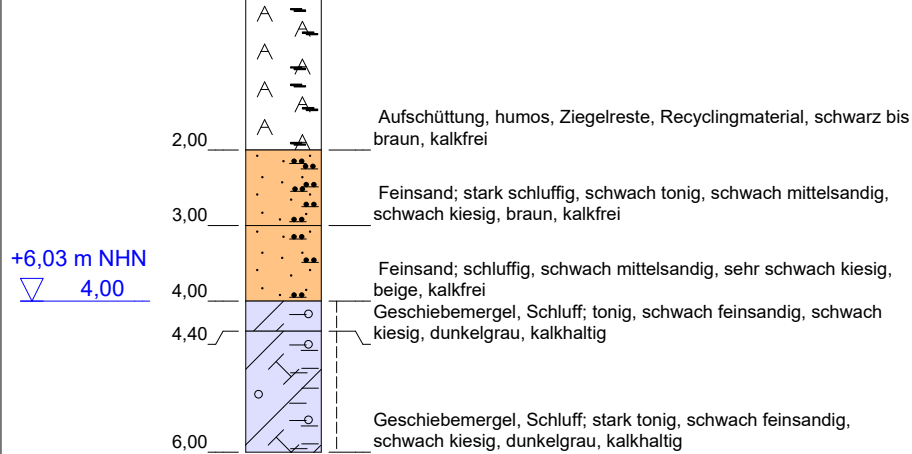 Aufschüttung, humos, Ziegelreste, Recyclingmaterial, schwarz bis
2,00 braun, kalkfrei
Feinsand; stark schluffig, schwach tonig, schwach mittelsandig,
3,00 schwach kiesig, braun, kalkfrei
+6,03 m NHN
Feinsand; schluffig, schwach mittelsandig, sehr schwach kiesig,
4,00 4,00 beige, kalkfrei
Geschiebemergel, Schluff; tonig, schwach feinsandig, schwach
4,40 kiesig, dunkelgrau, kalkhaltig
Geschiebemergel, Schluff; stark tonig, schwach feinsandig,
6,00 schwach kiesig, dunkelgrau, kalkhaltig